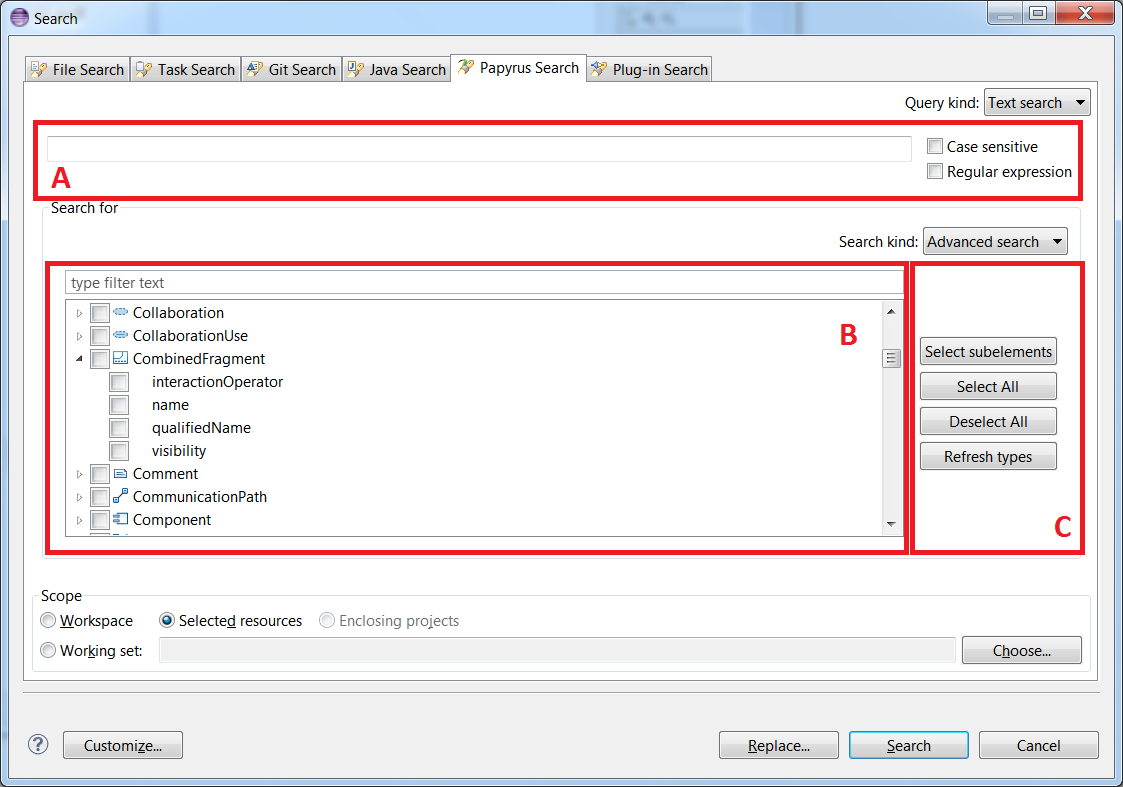 Search
File Search Task Search Git Search Java Search Papyrus Search Plug-in Search
Query kind: Text search
Case sensitive
A Regular expression
Search for
Search kind: Advanced search
type filter text
Collaboration
B
CollaborationUse
CombinedFragment
Select subelements
interactionOperator
Select All
name
qualifiedName
Deselect All
visibility
Refresh types
Comment
CommunicationPath
Component
C
Scope
Workspace Selected resources Enclosing projects
Working set: Choose...
? Customize... Replace... Search Cancel